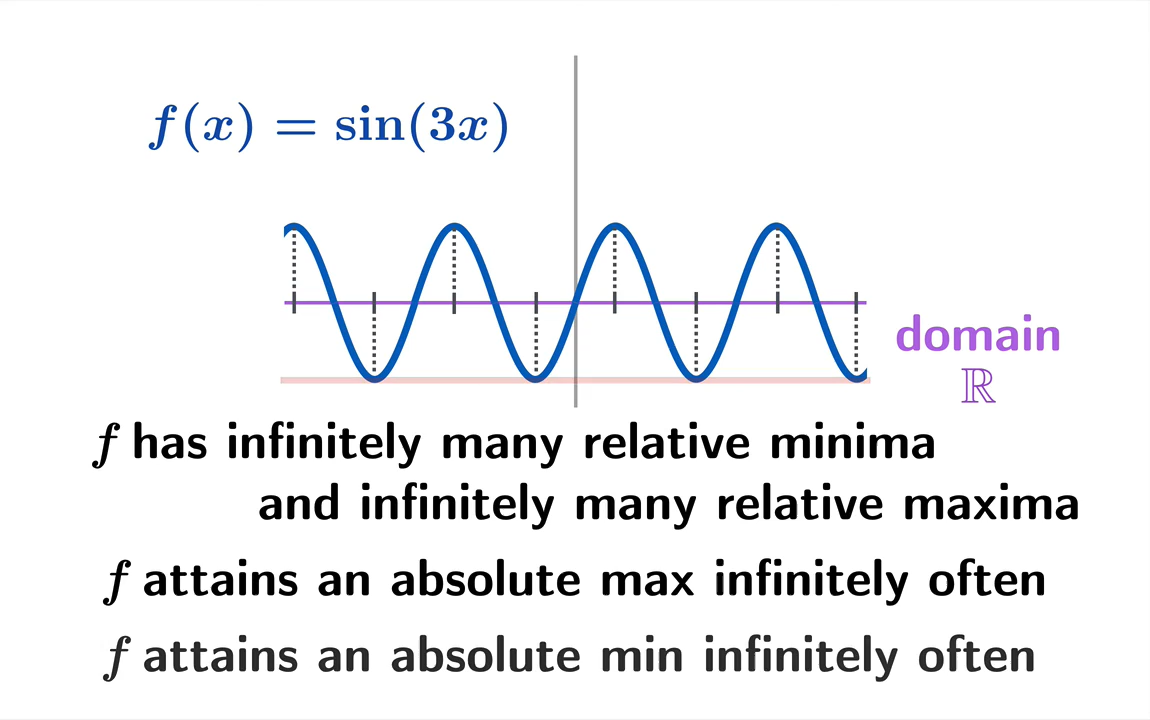 f(x) = sin(3x)
domain
ℝ
f has infinitely many relative minima
and infinitely many relative maxima
f attains an absolute max infinitely often
f attains an absolute min infinitely often